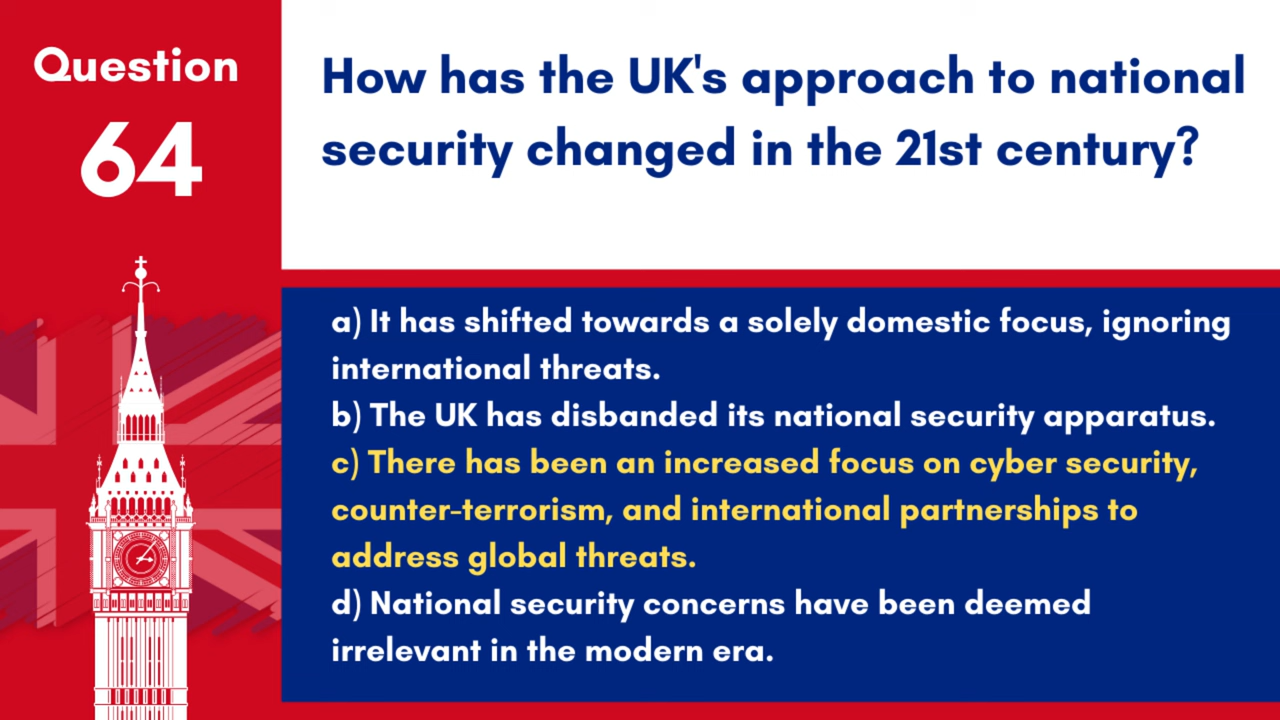 Question
64
How has the UK's approach to national
security changed in the 21st century?
a) It has shifted towards a solely domestic focus, ignoring
international threats.
b) The UK has disbanded its national security apparatus.
c) There has been an increased focus on cyber security,
counter-terrorism, and international partnerships to
address global threats.
d) National security concerns have been deemed
irrelevant in the modern era.